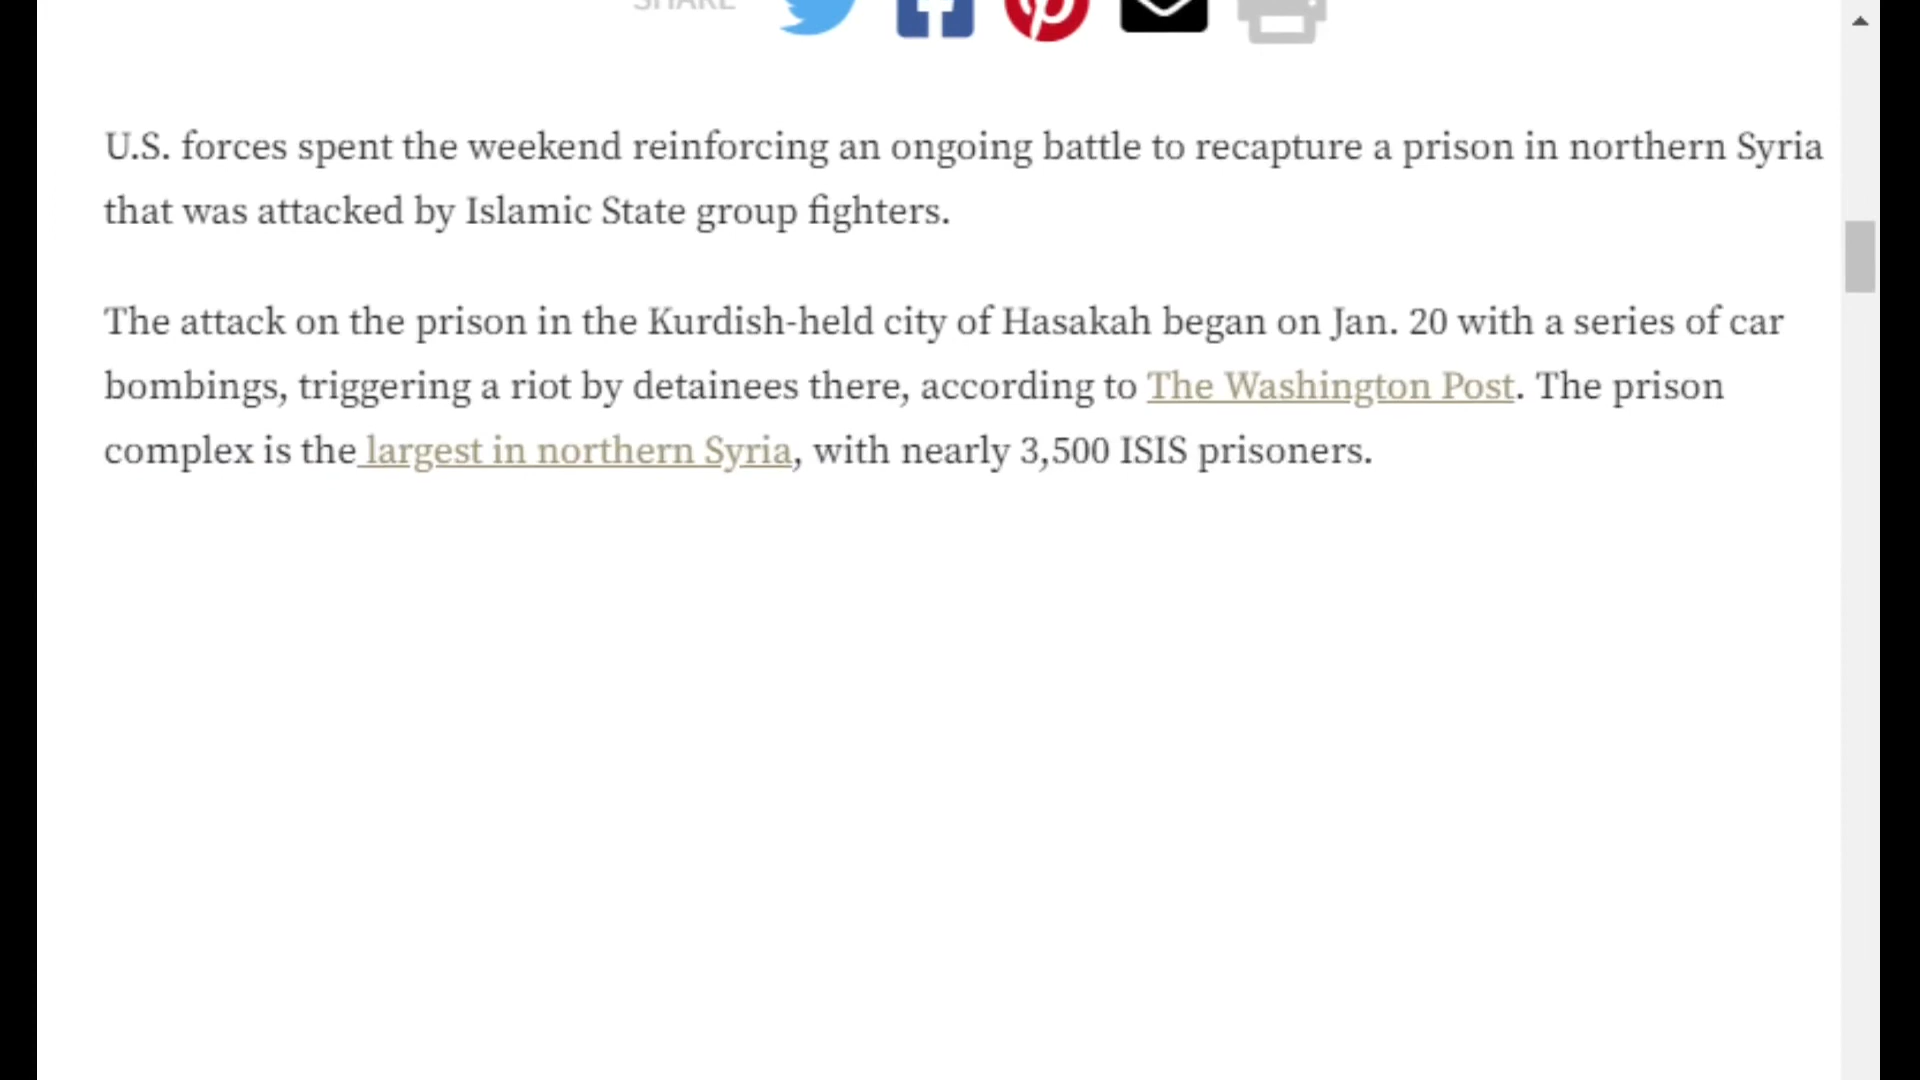 SHARE
U.S. forces spent the weekend reinforcing an ongoing battle to recapture a prison in northern Syria
that was attacked by Islamic State group fighters.
The attack on the prison in the Kurdish-held city of Hasakah began on Jan. 20 with a series of car
bombings, triggering a riot by detainees there, according to The Washington Post. The prison
complex is the largest in northern Syria, with nearly 3,500 ISIS prisoners.